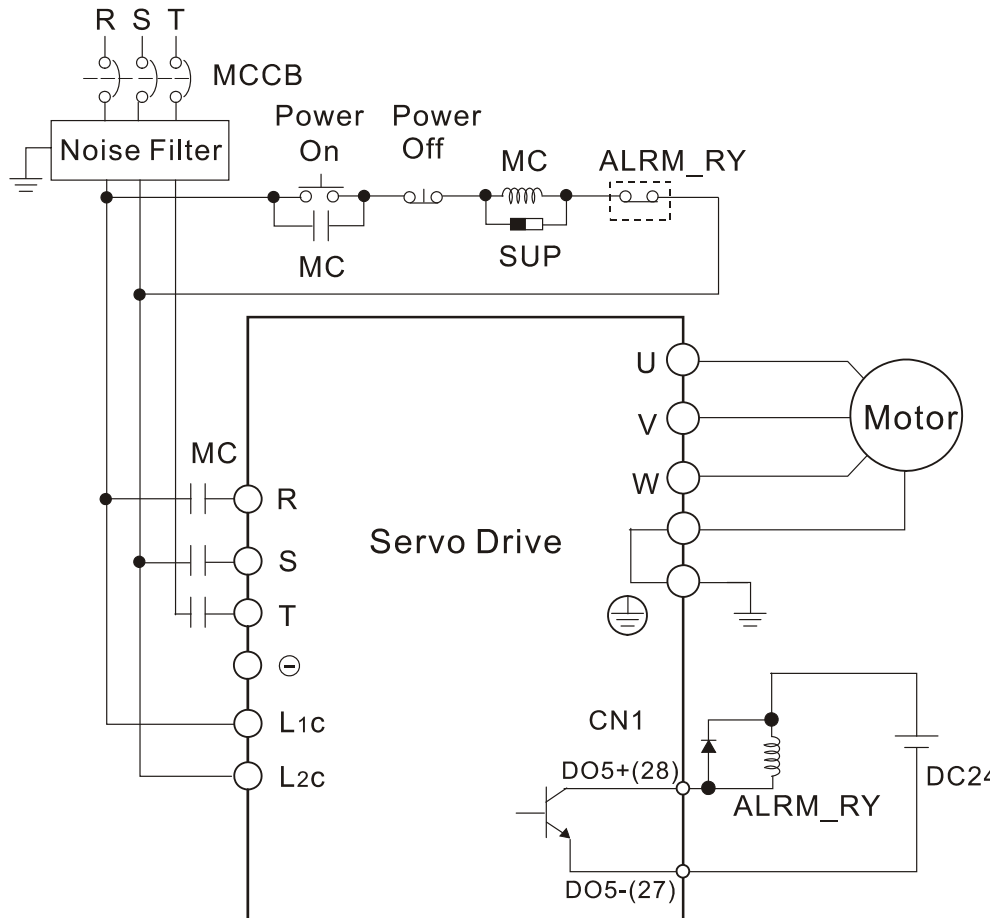 R S T
MCCB
Noise Filter
Power On
Power Off
MC
ALRM_RY
MC
SUP
U
V
W
Motor
MC
R
S
T
Servo Drive
L1c
L2c
CN1
DO5+(28)
ALRM_RY
DC24
DO5-(27)